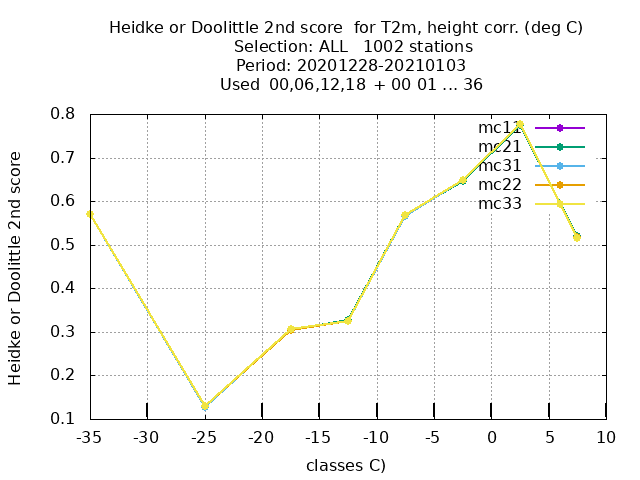 Heidke or Doolittle 2nd score  for T2m, height corr. (deg C)
Selection: ALL   1002 stations
Period: 20201228-20210103
Used  00,06,12,18  + 00 01 ... 36
Heidke or Doolittle 2nd score
0.8
0.7
0.6
0.5
0.4
0.3
0.2
0.1
mc11
mc21
mc31
mc22
mc33
-35 -30 -25 -20 -15 -10 -5 0 5 10
classes C)